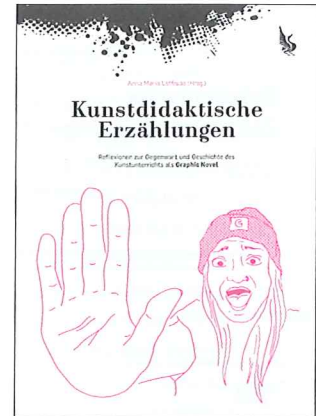 Anna Maria Loffredo (Hrsg.)
Kunstdidaktische
Erzählungen
Reflexionen zur Gegenwart und Geschichte des
Kunstunterrichts als Graphic Novel
G